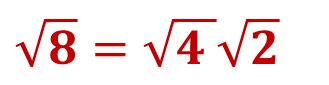 √8 = √4 √2